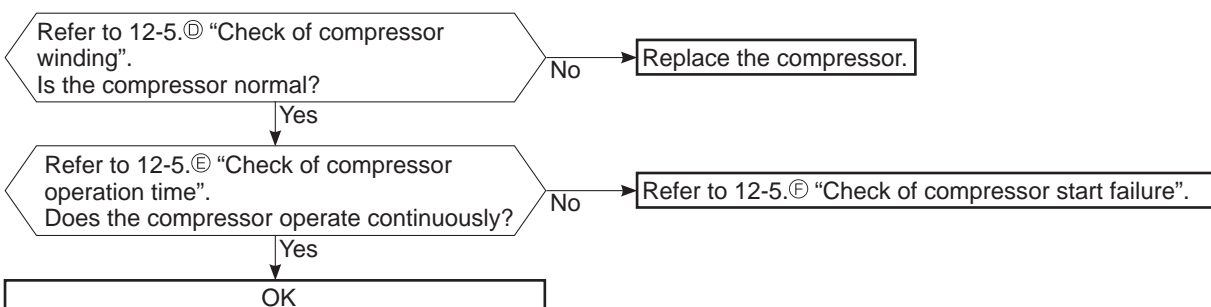 Refer to 12-5.Ⓓ “Check of compressor
winding”.
Is the compressor normal?
No
Replace the compressor.
Yes
Refer to 12-5.Ⓔ “Check of compressor
operation time”.
Does the compressor operate continuously?
No
Refer to 12-5.Ⓕ “Check of compressor start failure”.
Yes
OK